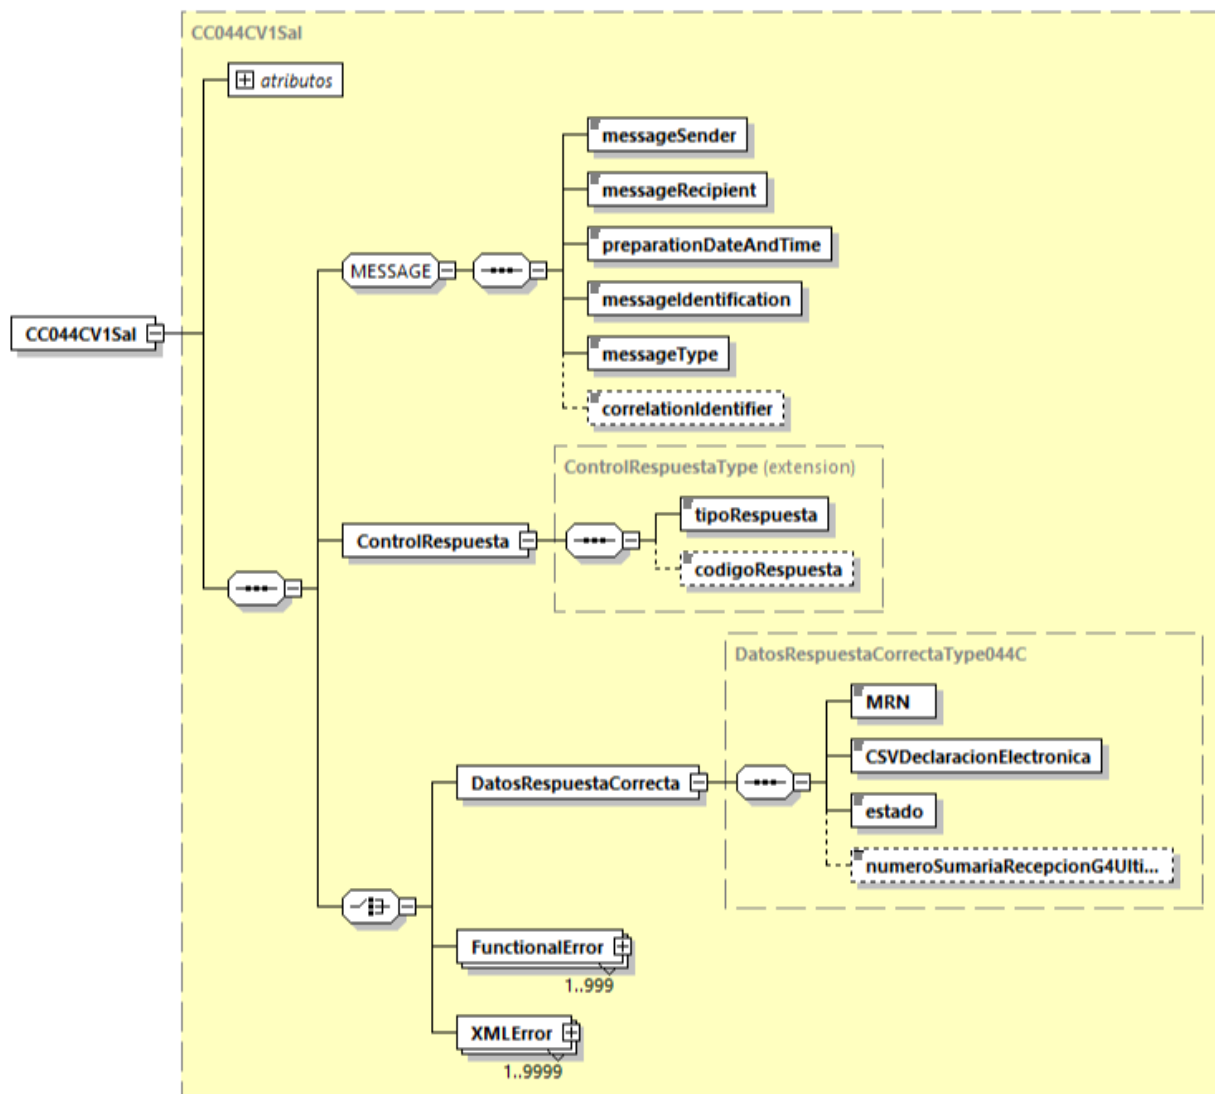 CC044CV1Sal
atributos
messageSender
messageRecipient
preparationDateAndTime
MESSAGE
messageIdentification
CC044CV1Sal
messageType
correlationIdentifier
ControlRespuestaType (extension)
tipoRespuesta
ControlRespuesta
codigoRespuesta
DatosRespuestaCorrectaType044C
MRN
CSVDeclaracionElectronica
DatosRespuestaCorrecta
estado
numeroSumariaRecepcionG4Ulti...
FunctionalError
1..999
XMLError
1..9999